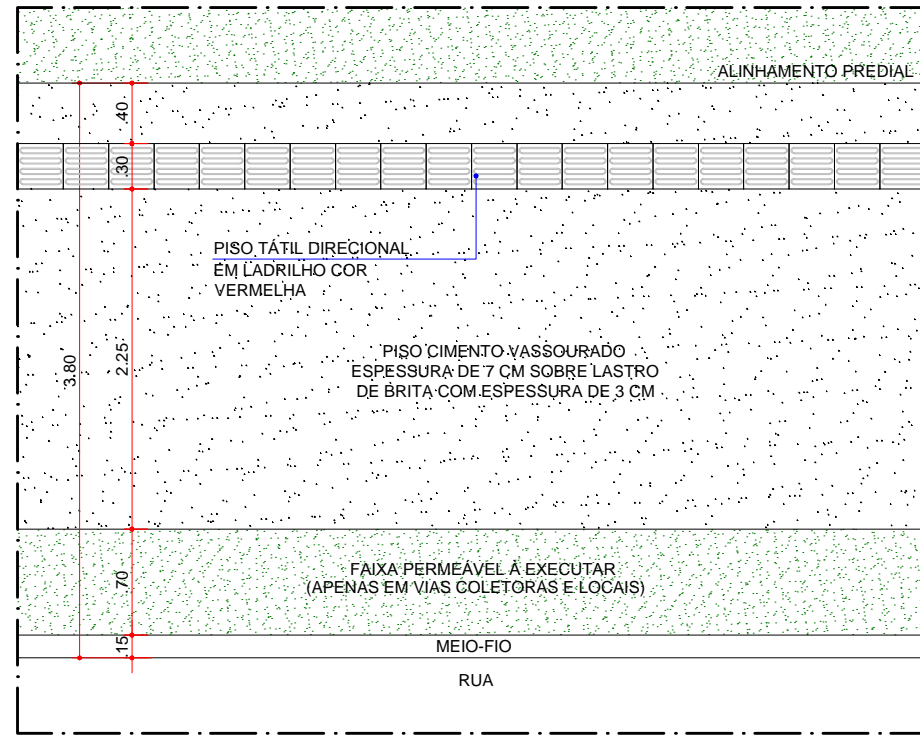 ALINHAMENTO PREDIAL
.40
.30
PISO TÁTIL DIRECIONAL
EM LADRILHO COR
VERMELHA
3.80
2.25
PISO CIMENTO VASSOURADO
ESPESSURA DE 7 CM SOBRE LASTRO
DE BRITA COM ESPESSURA DE 3 CM
.70
FAIXA PERMEÁVEL À EXECUTAR
(APENAS EM VIAS COLETORAS E LOCAIS)
.15
MEIO-FIO
RUA